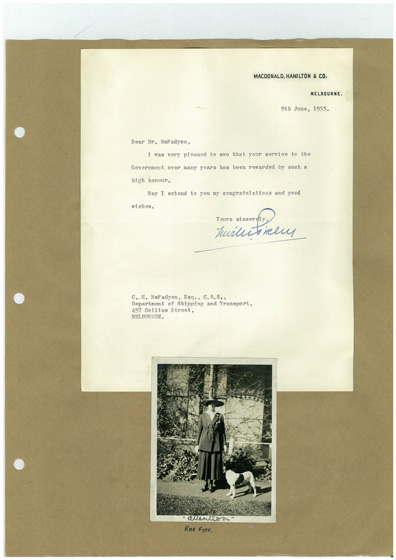 MACDONALD, HAMILTON & CO.
MELBOURNE.
9th June, 1953.
Dear Mr. McFadyen,
I was very pleased to see that your service to the
Government over many years has been rewarded by such a
high honour.
May I extend to you my congratulations and good
wishes.
Yours sincerely,
C. N. McFadyen, Esq., C.B.E.,
Department of Shipping and Transport,
497 Collins Street,
MELBOURNE.
"Attention"
Rae Fyfe.